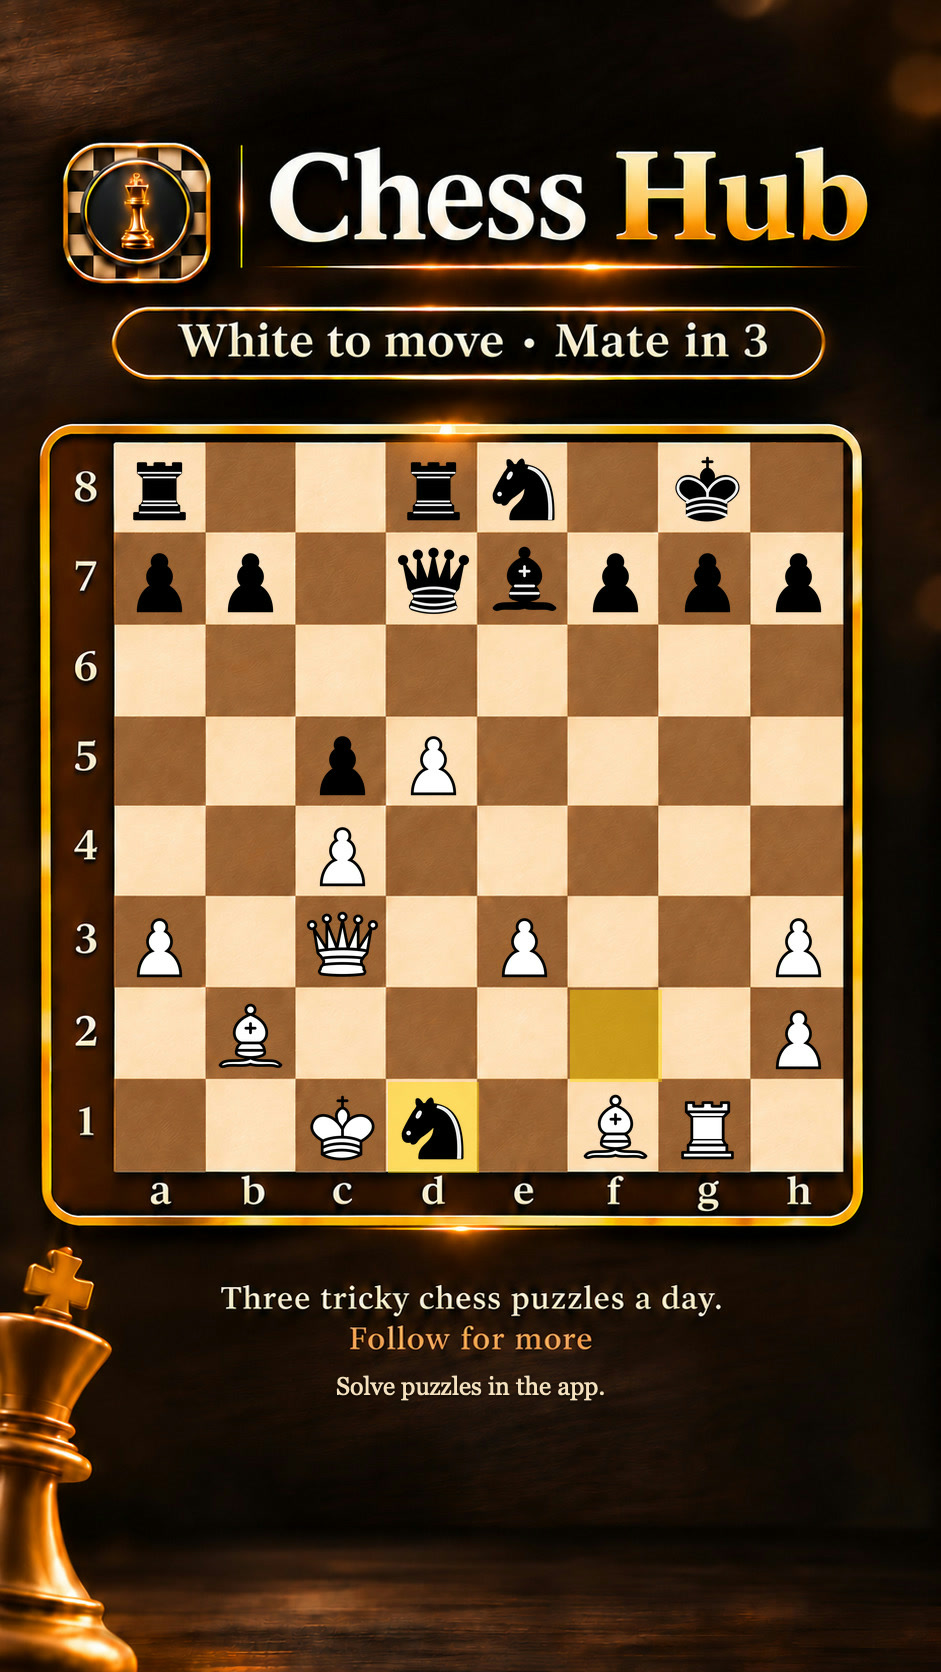 Chess Hub
White to move • Mate in 3
8
7
6
5
4
3
2
1
a b c d e f g h
Three tricky chess puzzles a day.
Follow for more
Solve puzzles in the app.